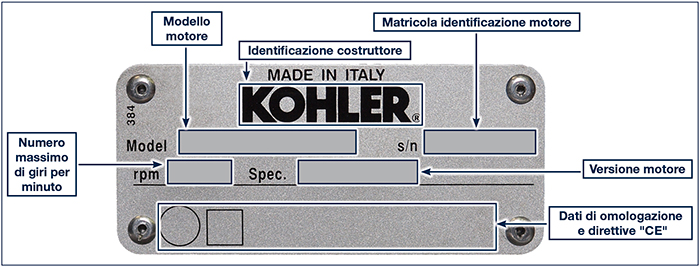 Modello
motore
Matricola identificazione motore
Identificazione costruttore
MADE IN ITALY
KOHLER®
384
Model
s/n
Numero
massimo
di giri per
minuto
rpm
Spec.
Versione motore
Dati di omologazione
e direttive "CE"